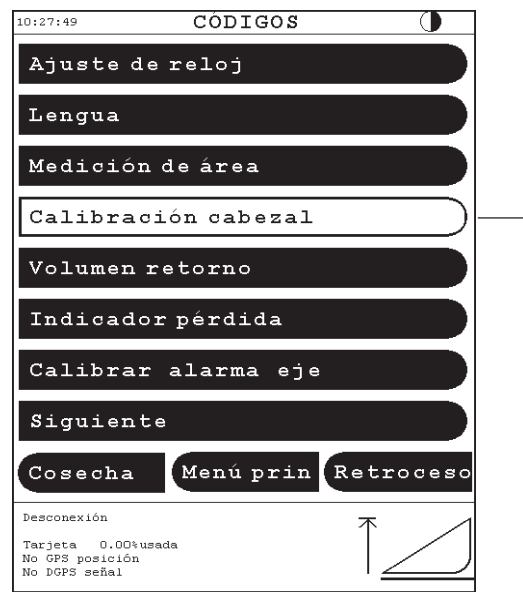 10:27:49 CÓDIGOS
Ajuste de reloj
Lengua
Medición de área
Calibración cabezal
Volumen retorno
Indicador pérdida
Calibrar alarma eje
Siguiente
Cosecha Menú prin Retroceso
Desconexión
Tarjeta 0.00%usada
No GPS posición
No DGPS señal